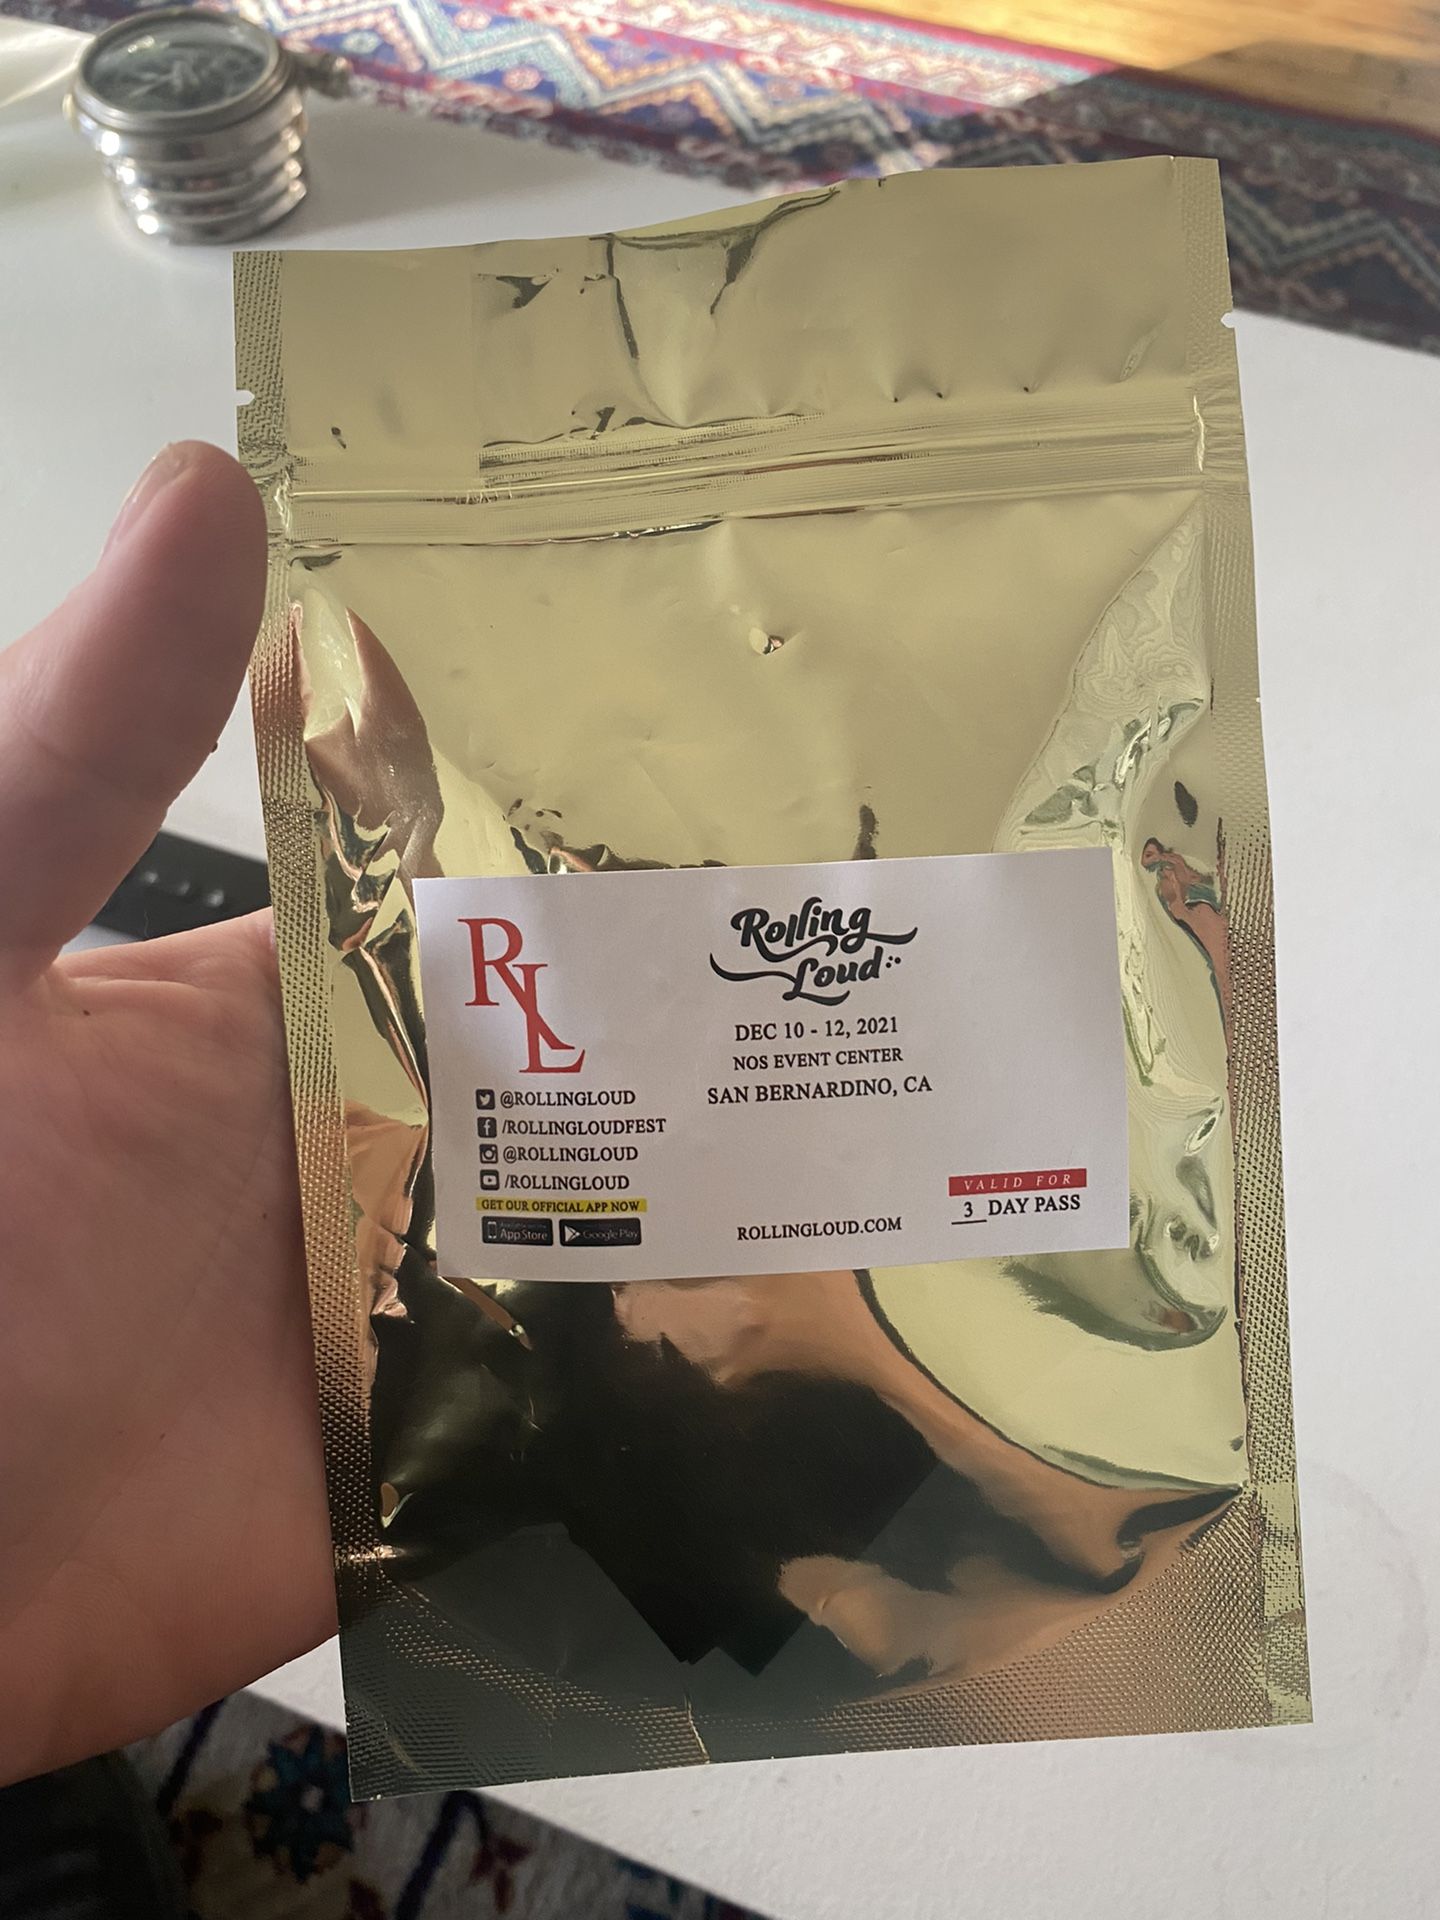 RL
Rolling
Loud
DEC 10 - 12, 2021
NOS EVENT CENTER
SAN BERNARDINO, CA
@ROLLINGLOUD
/ROLLINGLOUDFEST
@ROLLINGLOUD
/ROLLINGLOUD
GET OUR OFFICIAL APP NOW
App Store
Google Play
ROLLINGLOUD.COM
VALID FOR
3 DAY PASS